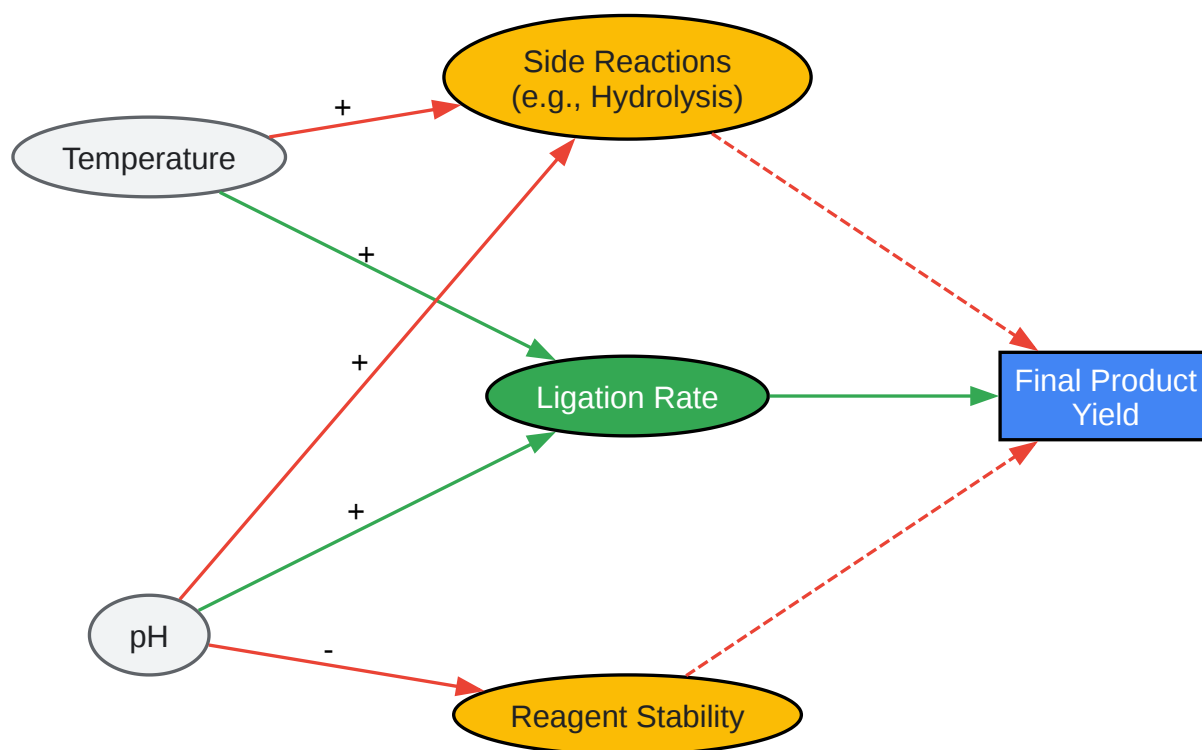 Side Reactions
(e.g., Hydrolysis)
+
Temperature
+
+
Final Product
Yield
Ligation Rate
+
pH
-
Reagent Stability